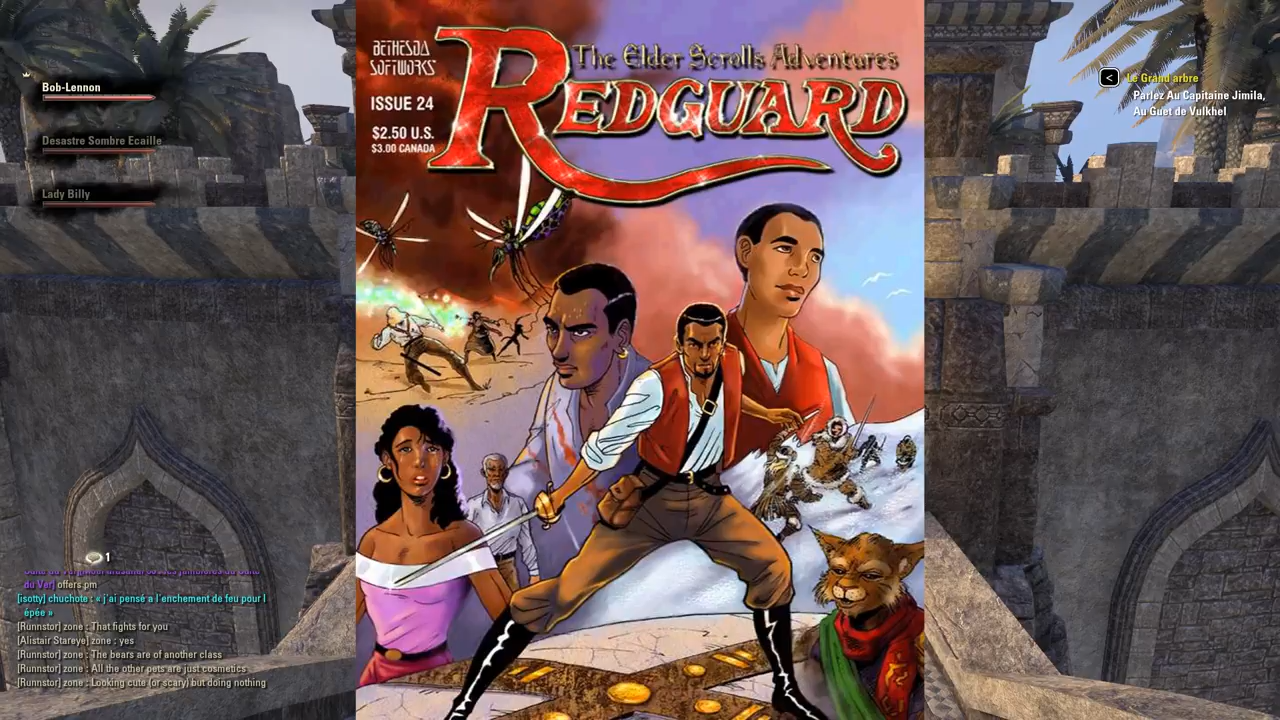 Bob-Lennon
Desastre Sombre Ecaille
Lady Billy
BETHESDA
SOFTWORKS
ISSUE 24
$2.50 U.S.
$3.00 CANADA
The Elder Scrolls Adventures
REDGUARD
<
Le Grand arbre
Parlez Au Capitaine Jimila,
Au Guet de Vulkhel
1
du Ver] offers pm
[jsotty] chuchote : « j'ai pensé a l'enchement de feu pour l
épée »
[Runnstor] zone : That fights for you
[Alistair Stareye] zone : yes
[Runnstor] zone : The bears are of another class
[Runnstor] zone : All the other pets are just cosmetics
[Runnstor] zone : Looking cute (or scary) but doing nothing